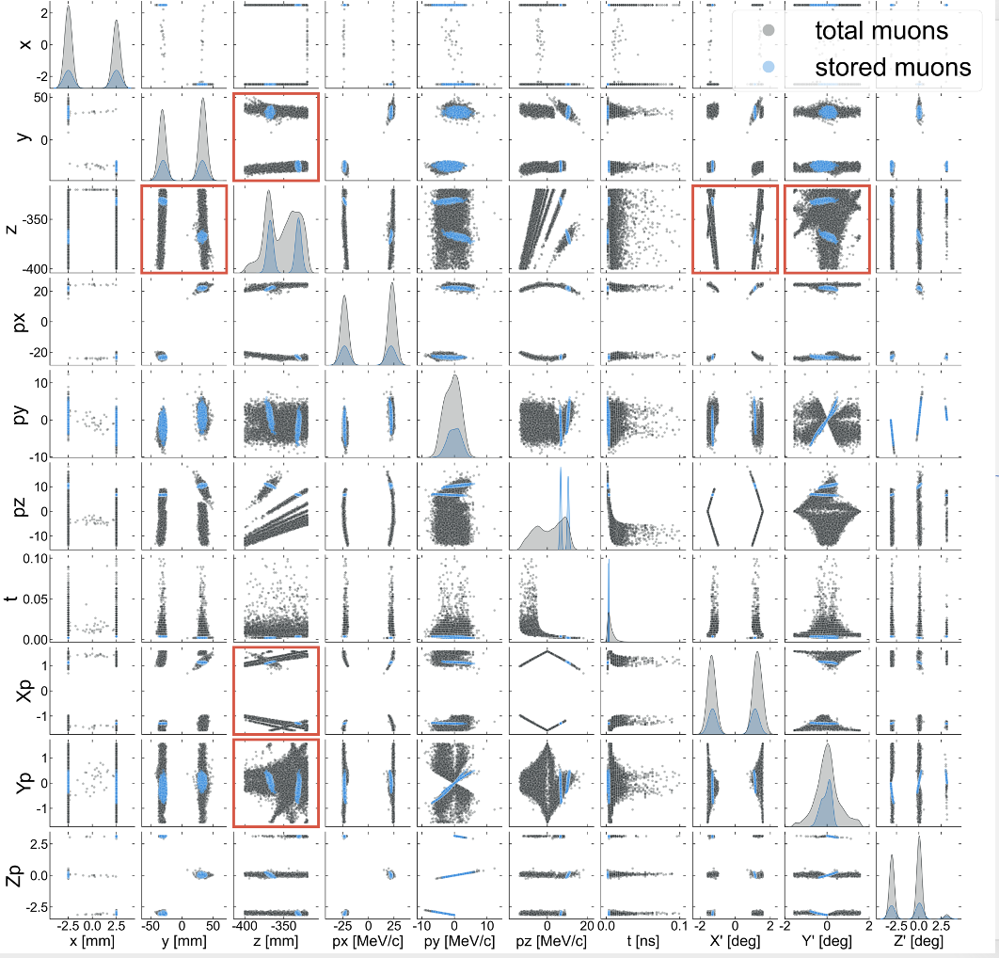 total muons
stored muons
x
2
0
-2
y
50
0
z
-350
-400
px
20
0
-20
py
10
0
-10
pz
10
0
-10
t
0.10
0.05
0.00
Xp
1
0
-1
Yp
1
0
-1
Zp
2.5
0.0
-2.5
-2.5 0.0 2.5 -50 0 50 -400 -350 -25 0 25 -10 0 10 0 20 0.0 0.1 -2 0 2 -2 0 2 -2.5 0.0 2.5
x [mm] y [mm] z [mm] px [MeV/c] py [MeV/c] pz [MeV/c] t [ns] X' [deg] Y' [deg] Z' [deg]